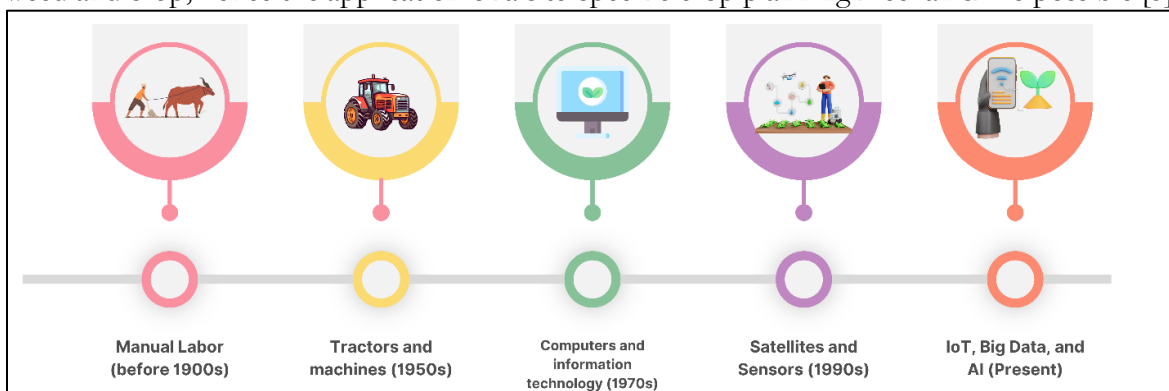 Manual Labor
(before 1900s)
Tractors and
machines (1950s)
Computers and
information
technology (1970s)
Satellites and
Sensors (1990s)
IoT, Big Data, and
AI (Present)